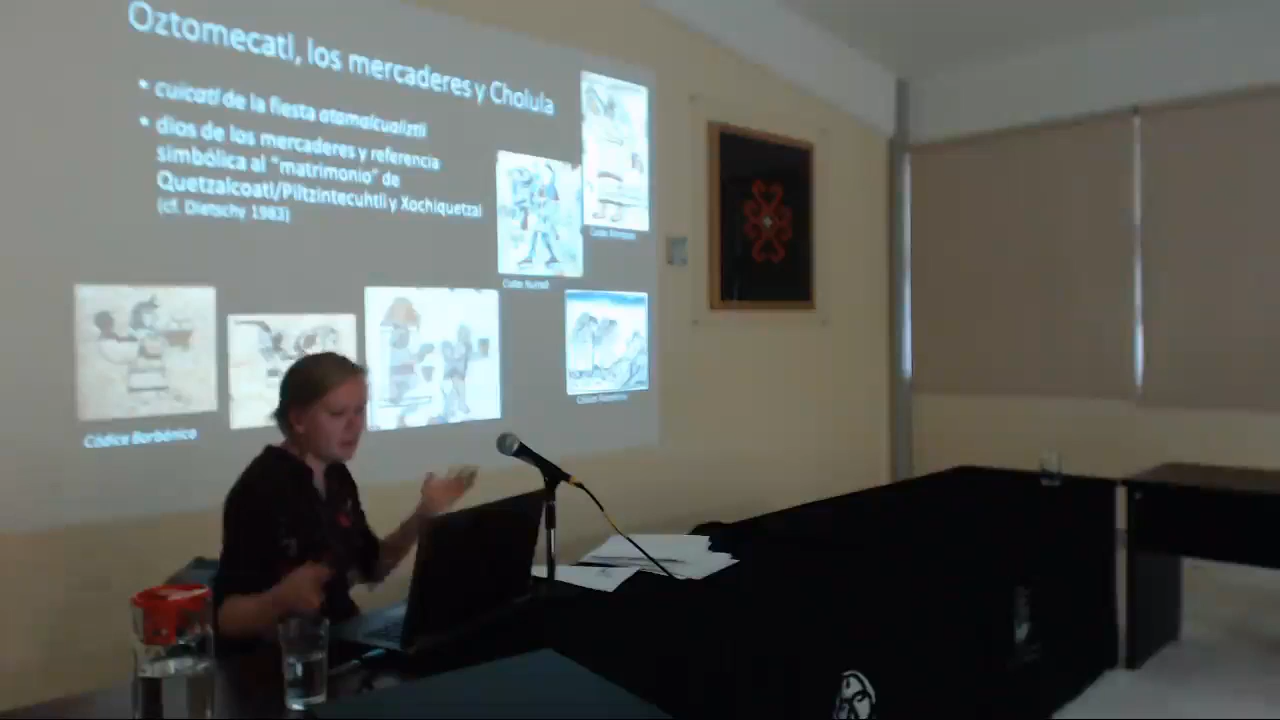 Oztomecatl, los mercaderes y Cholula
• cuicatl de la fiesta atamalcualiztli
• dios de los mercaderes y referencia
simbólica al "matrimonio" de
Quetzalcoatl/Piltzintecuhtli y Xochiquetzal
(cf. Dietschy 1983)
Códice Borbónico